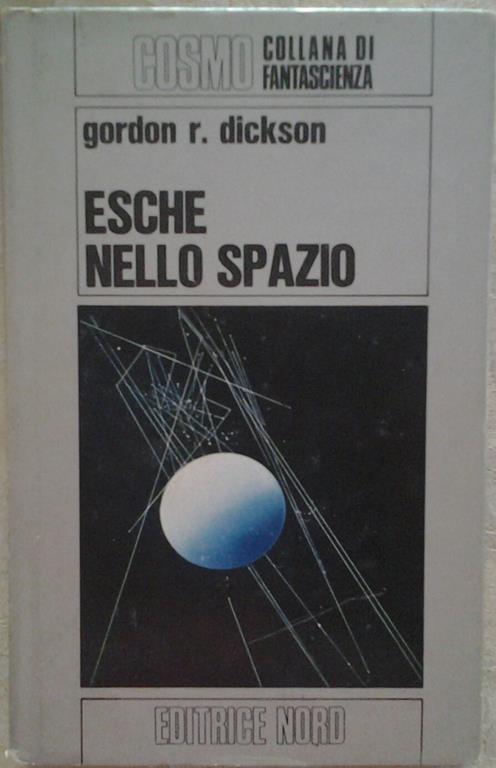 COSMO COLLANA DI
FANTASCIENZA
gordon r. dickson
ESCHE
NELLO SPAZIO
EDITRICE NORD